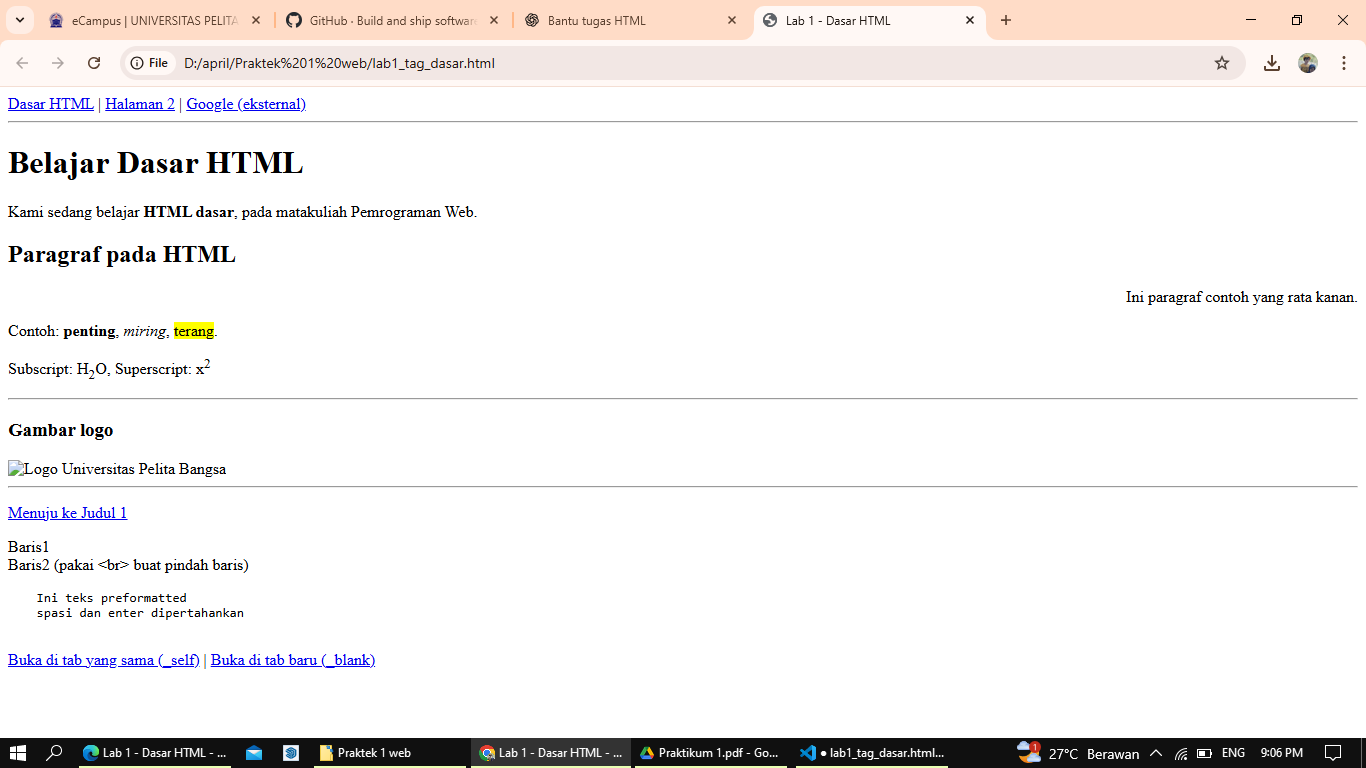 eCampus | UNIVERSITAS PELITA
GitHub · Build and ship software
Bantu tugas HTML
Lab 1 - Dasar HTML
File
D:/april/Praktek%201%20web/lab1_tag_dasar.html
Dasar HTML | Halaman 2 | Google (eksternal)
Belajar Dasar HTML
Kami sedang belajar HTML dasar, pada matakuliah Pemrograman Web.
Paragraf pada HTML
Ini paragraf contoh yang rata kanan.
Contoh: penting, miring, terang.
Subscript: H₂O, Superscript: x²
Gambar logo
Logo Universitas Pelita Bangsa
Menuju ke Judul 1
Baris1
Baris2 (pakai <br> buat pindah baris)
Ini teks preformatted
spasi dan enter dipertahankan
Buka di tab yang sama (_self) | Buka di tab baru (_blank)
Lab 1 - Dasar HTML - ...
Praktek 1 web
Lab 1 - Dasar HTML - ...
Praktikum 1.pdf - Go...
● lab1_tag_dasar.html...
1
27°C Berawan
ENG
9:06 PM